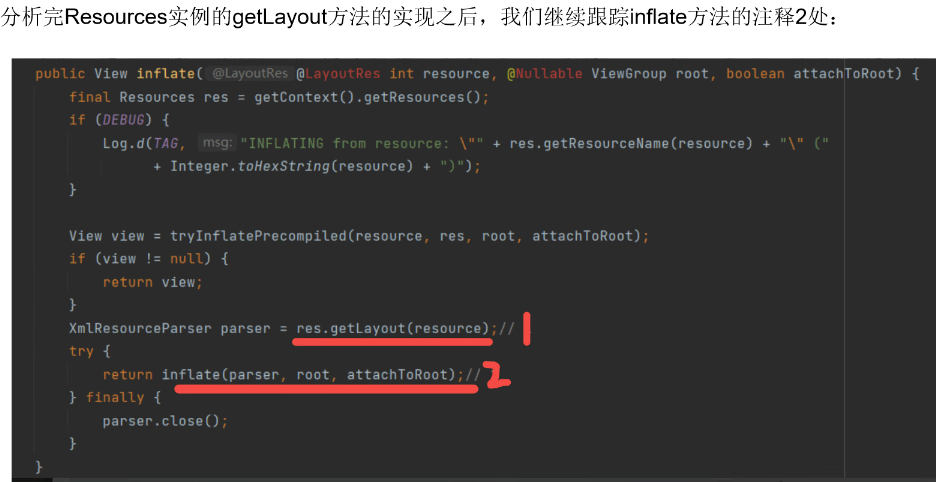 分析完Resources实例的getLayout方法的实现之后，我们继续跟踪inflate方法的注释2处：
public View inflate( @LayoutRes @LayoutRes int resource, @Nullable ViewGroup root, boolean attachToRoot) {
final Resources res = getContext().getResources();
if (DEBUG) {
Log.d(TAG, msg: "INFLATING from resource: \"" + res.getResourceName(resource) + "\" ("
+ Integer.toHexString(resource) + ")");
}
View view = tryInflatePrecompiled(resource, res, root, attachToRoot);
if (view != null) {
return view;
}
XmlResourceParser parser = res.getLayout(resource);// 1
try {
return inflate(parser, root, attachToRoot);// 2
} finally {
parser.close();
}
}